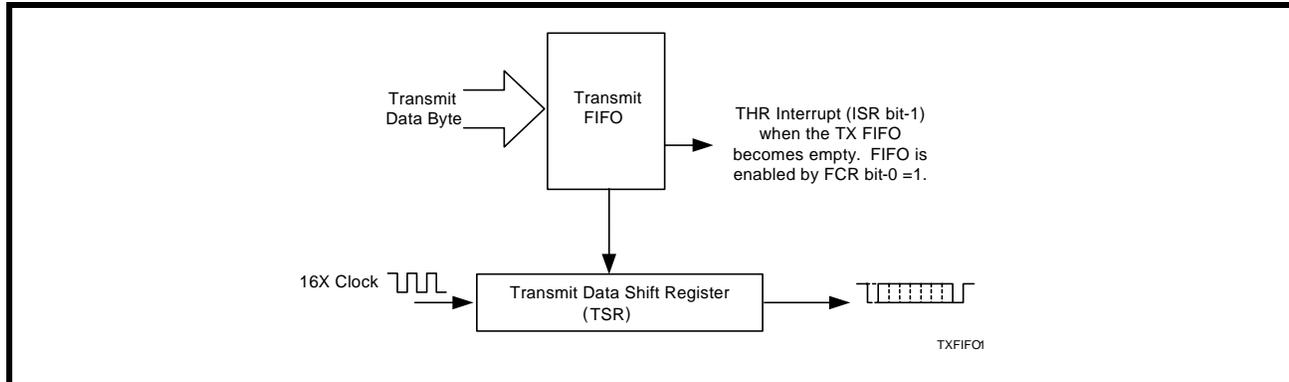 Transmit
Data Byte
Transmit
FIFO
THR Interrupt (ISR bit-1)
when the TX FIFO
becomes empty. FIFO is
enabled by FCR bit-0 =1.
16X Clock
Transmit Data Shift Register
(TSR)
TXFIFO1